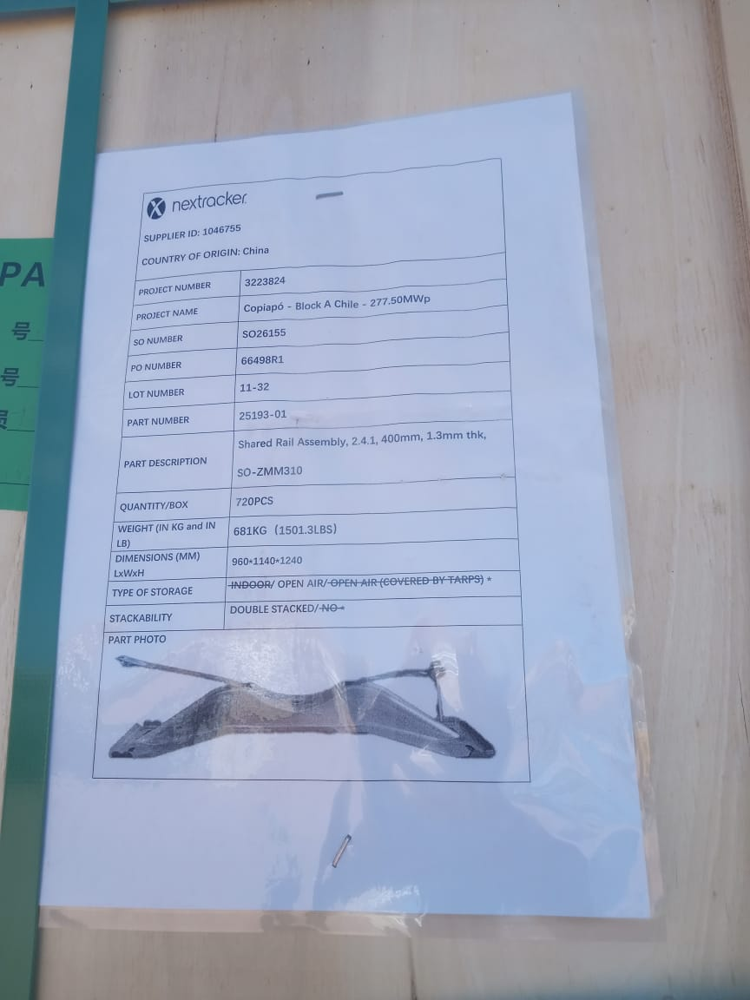 nextracker.
SUPPLIER ID: 1046755
COUNTRY OF ORIGIN: China
PROJECT NUMBER 3223824
PROJECT NAME Copiapó - Block A Chile - 277.50MWp
SO NUMBER SO26155
PO NUMBER 66498R1
LOT NUMBER 11-32
PART NUMBER 25193-01
PART DESCRIPTION Shared Rail Assembly, 2.4.1, 400mm, 1.3mm thk,
SO-ZMM310
QUANTITY/BOX 720PCS
WEIGHT (IN KG and IN
LB) 681KG（1501.3LBS）
DIMENSIONS (MM)
LxWxH 960*1140*1240
TYPE OF STORAGE INDOOR/ OPEN AIR/ OPEN AIR (COVERED BY TARPS) *
STACKABILITY DOUBLE STACKED/ NO *
PART PHOTO
PA
号
号